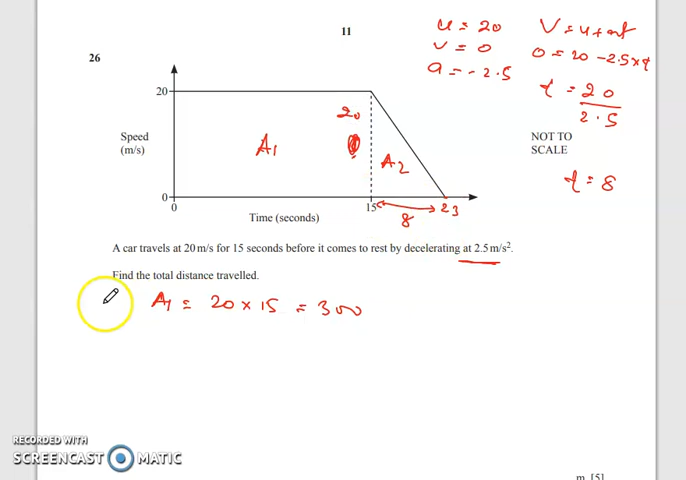 11
26
u = 20
v = 0
a = - 2.5
V = u + at
0 = 20 - 2.5 x t
t = 20
2.5
t = 8
20
Speed
(m/s)
20
A1
A2
NOT TO
SCALE
0
0
15
23
8
Time (seconds)
A car travels at 20 m/s for 15 seconds before it comes to rest by decelerating at 2.5 m/s².
Find the total distance travelled.
A1 = 20 × 15 = 300
RECORDED WITH
SCREENCAST MATIC
m [5]